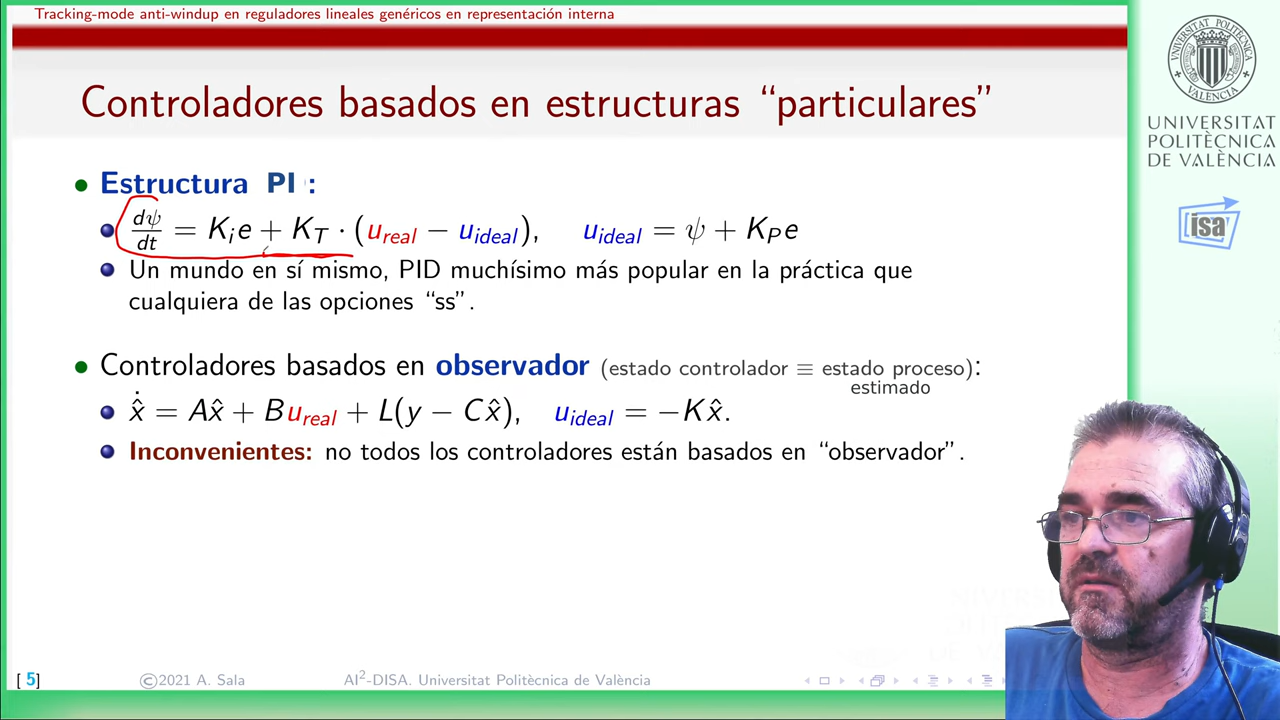 Tracking-mode anti-windup en reguladores lineales genéricos en representación interna
Controladores basados en estructuras “particulares”
Estructura PI :
dψ/dt = K_i e + K_T · (u_real − u_ideal), u_ideal = ψ + K_P e
Un mundo en sí mismo, PID muchísimo más popular en la práctica que
cualquiera de las opciones “ss”.
Controladores basados en observador (estado controlador ≡ estado proceso):
estimado
ẋ̂ = Ax̂ + Bu_real + L(y − Cx̂), u_ideal = −Kx̂.
Inconvenientes: no todos los controladores están basados en “observador”.
[ 5]
©2021 A. Sala
AI²-DISA. Universitat Politècnica de València
UNIVERSITAT
POLITÈCNICA
DE VALÈNCIA
isa